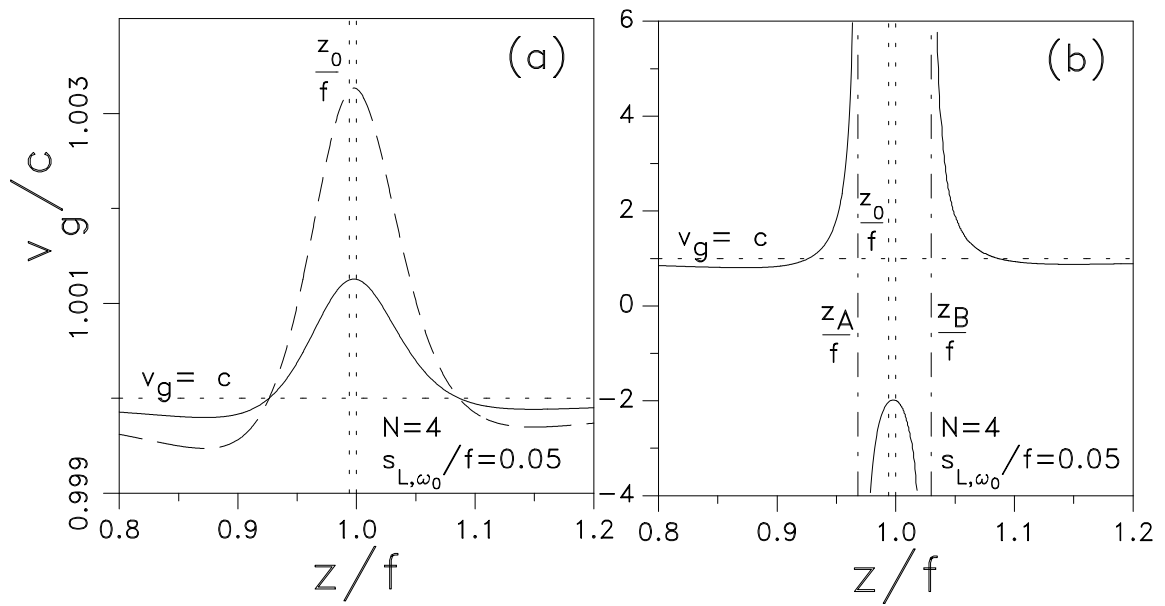 (a)
z_0/f
1.003
1.001
0.999
v_g/c
v_g= c
N=4
s_{L,ω_0}/f=0.05
0.8 0.9 1.0 1.1 1.2
z/f
(b)
6
4
2
0
−2
−4
z_0/f
v_g= c
z_A/f
z_B/f
N=4
s_{L,ω_0}/f=0.05
0.8 0.9 1.0 1.1 1.2
z/f